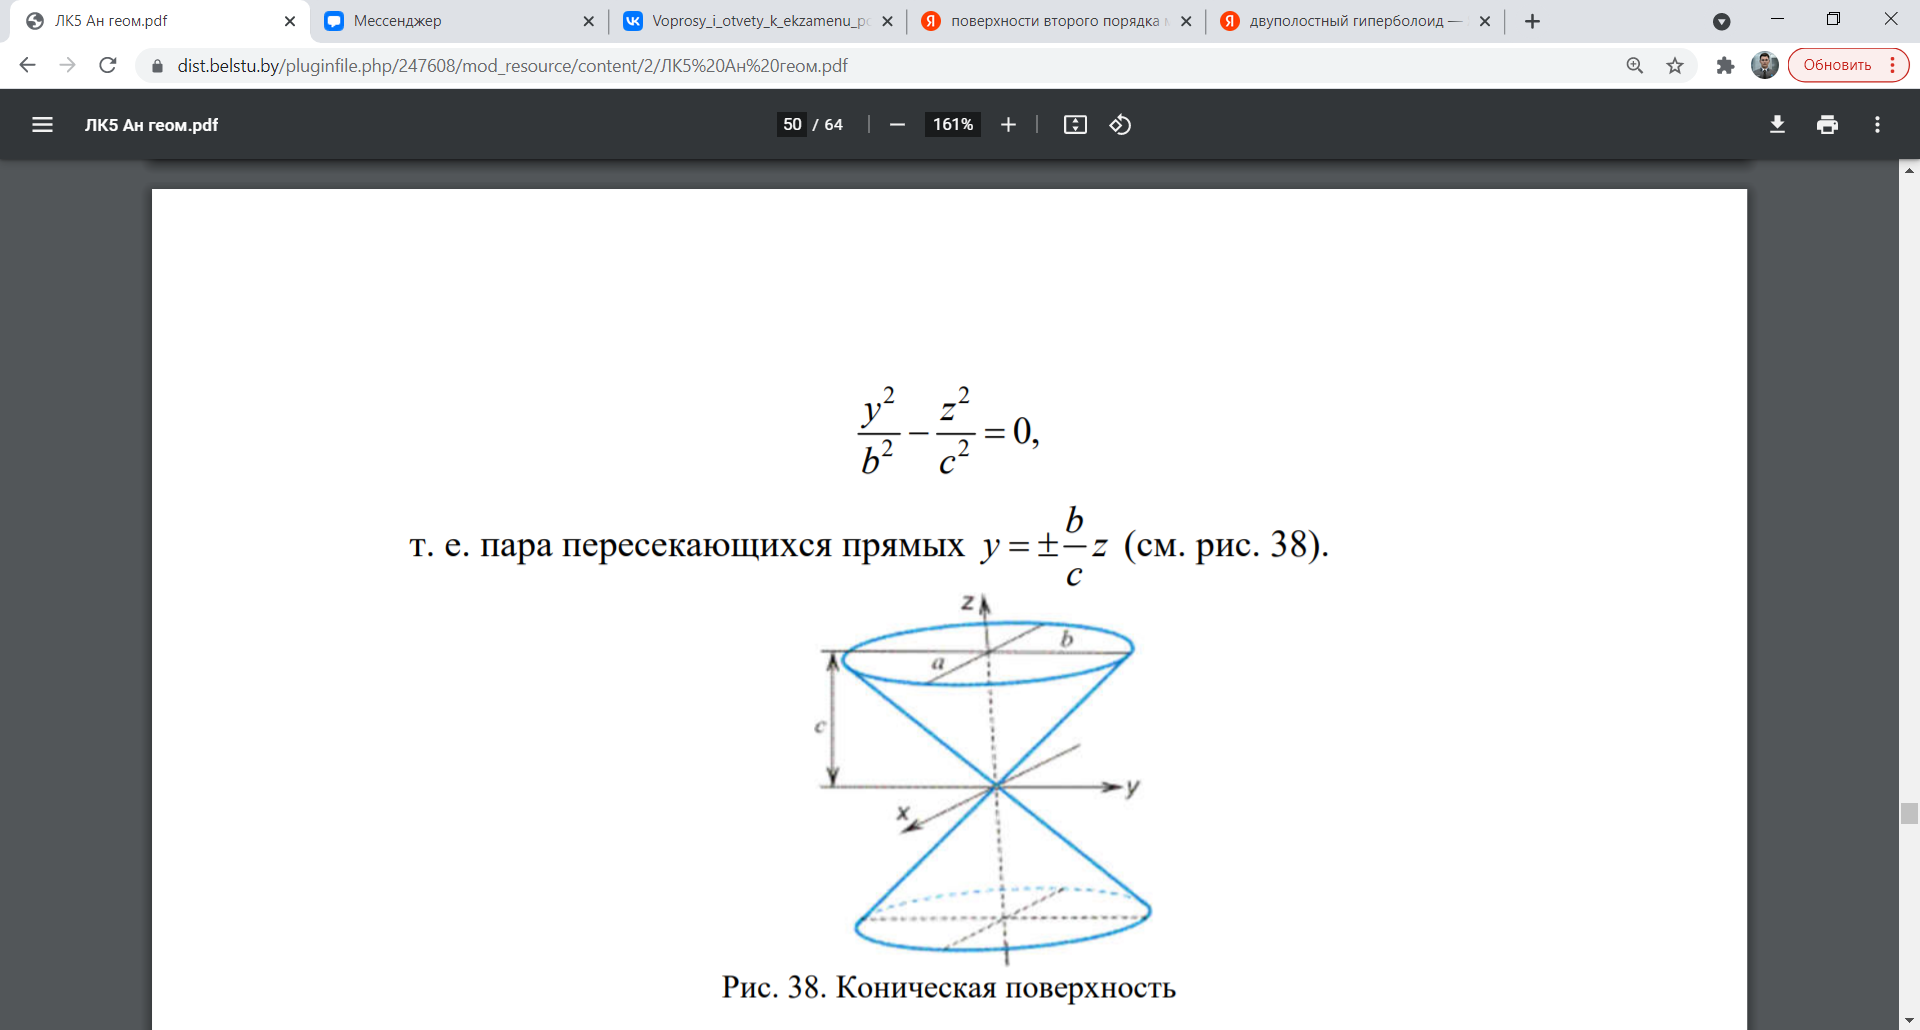 ЛК5 Ан геом.pdf
Мессенджер
Voprosy_i_otvety_k_ekzamenu_po
поверхности второго порядка
двуполостный гиперболоид —
dist.belstu.by/pluginfile.php/247608/mod_resource/content/2/ЛК5%20Ан%20геом.pdf
Обновить
ЛК5 Ан геом.pdf
50 / 64
161%
y²/b² − z²/c² = 0,
т. е. пара пересекающихся прямых y = ± b/c z (см. рис. 38).
z
b
a
c
y
x
Рис. 38. Коническая поверхность